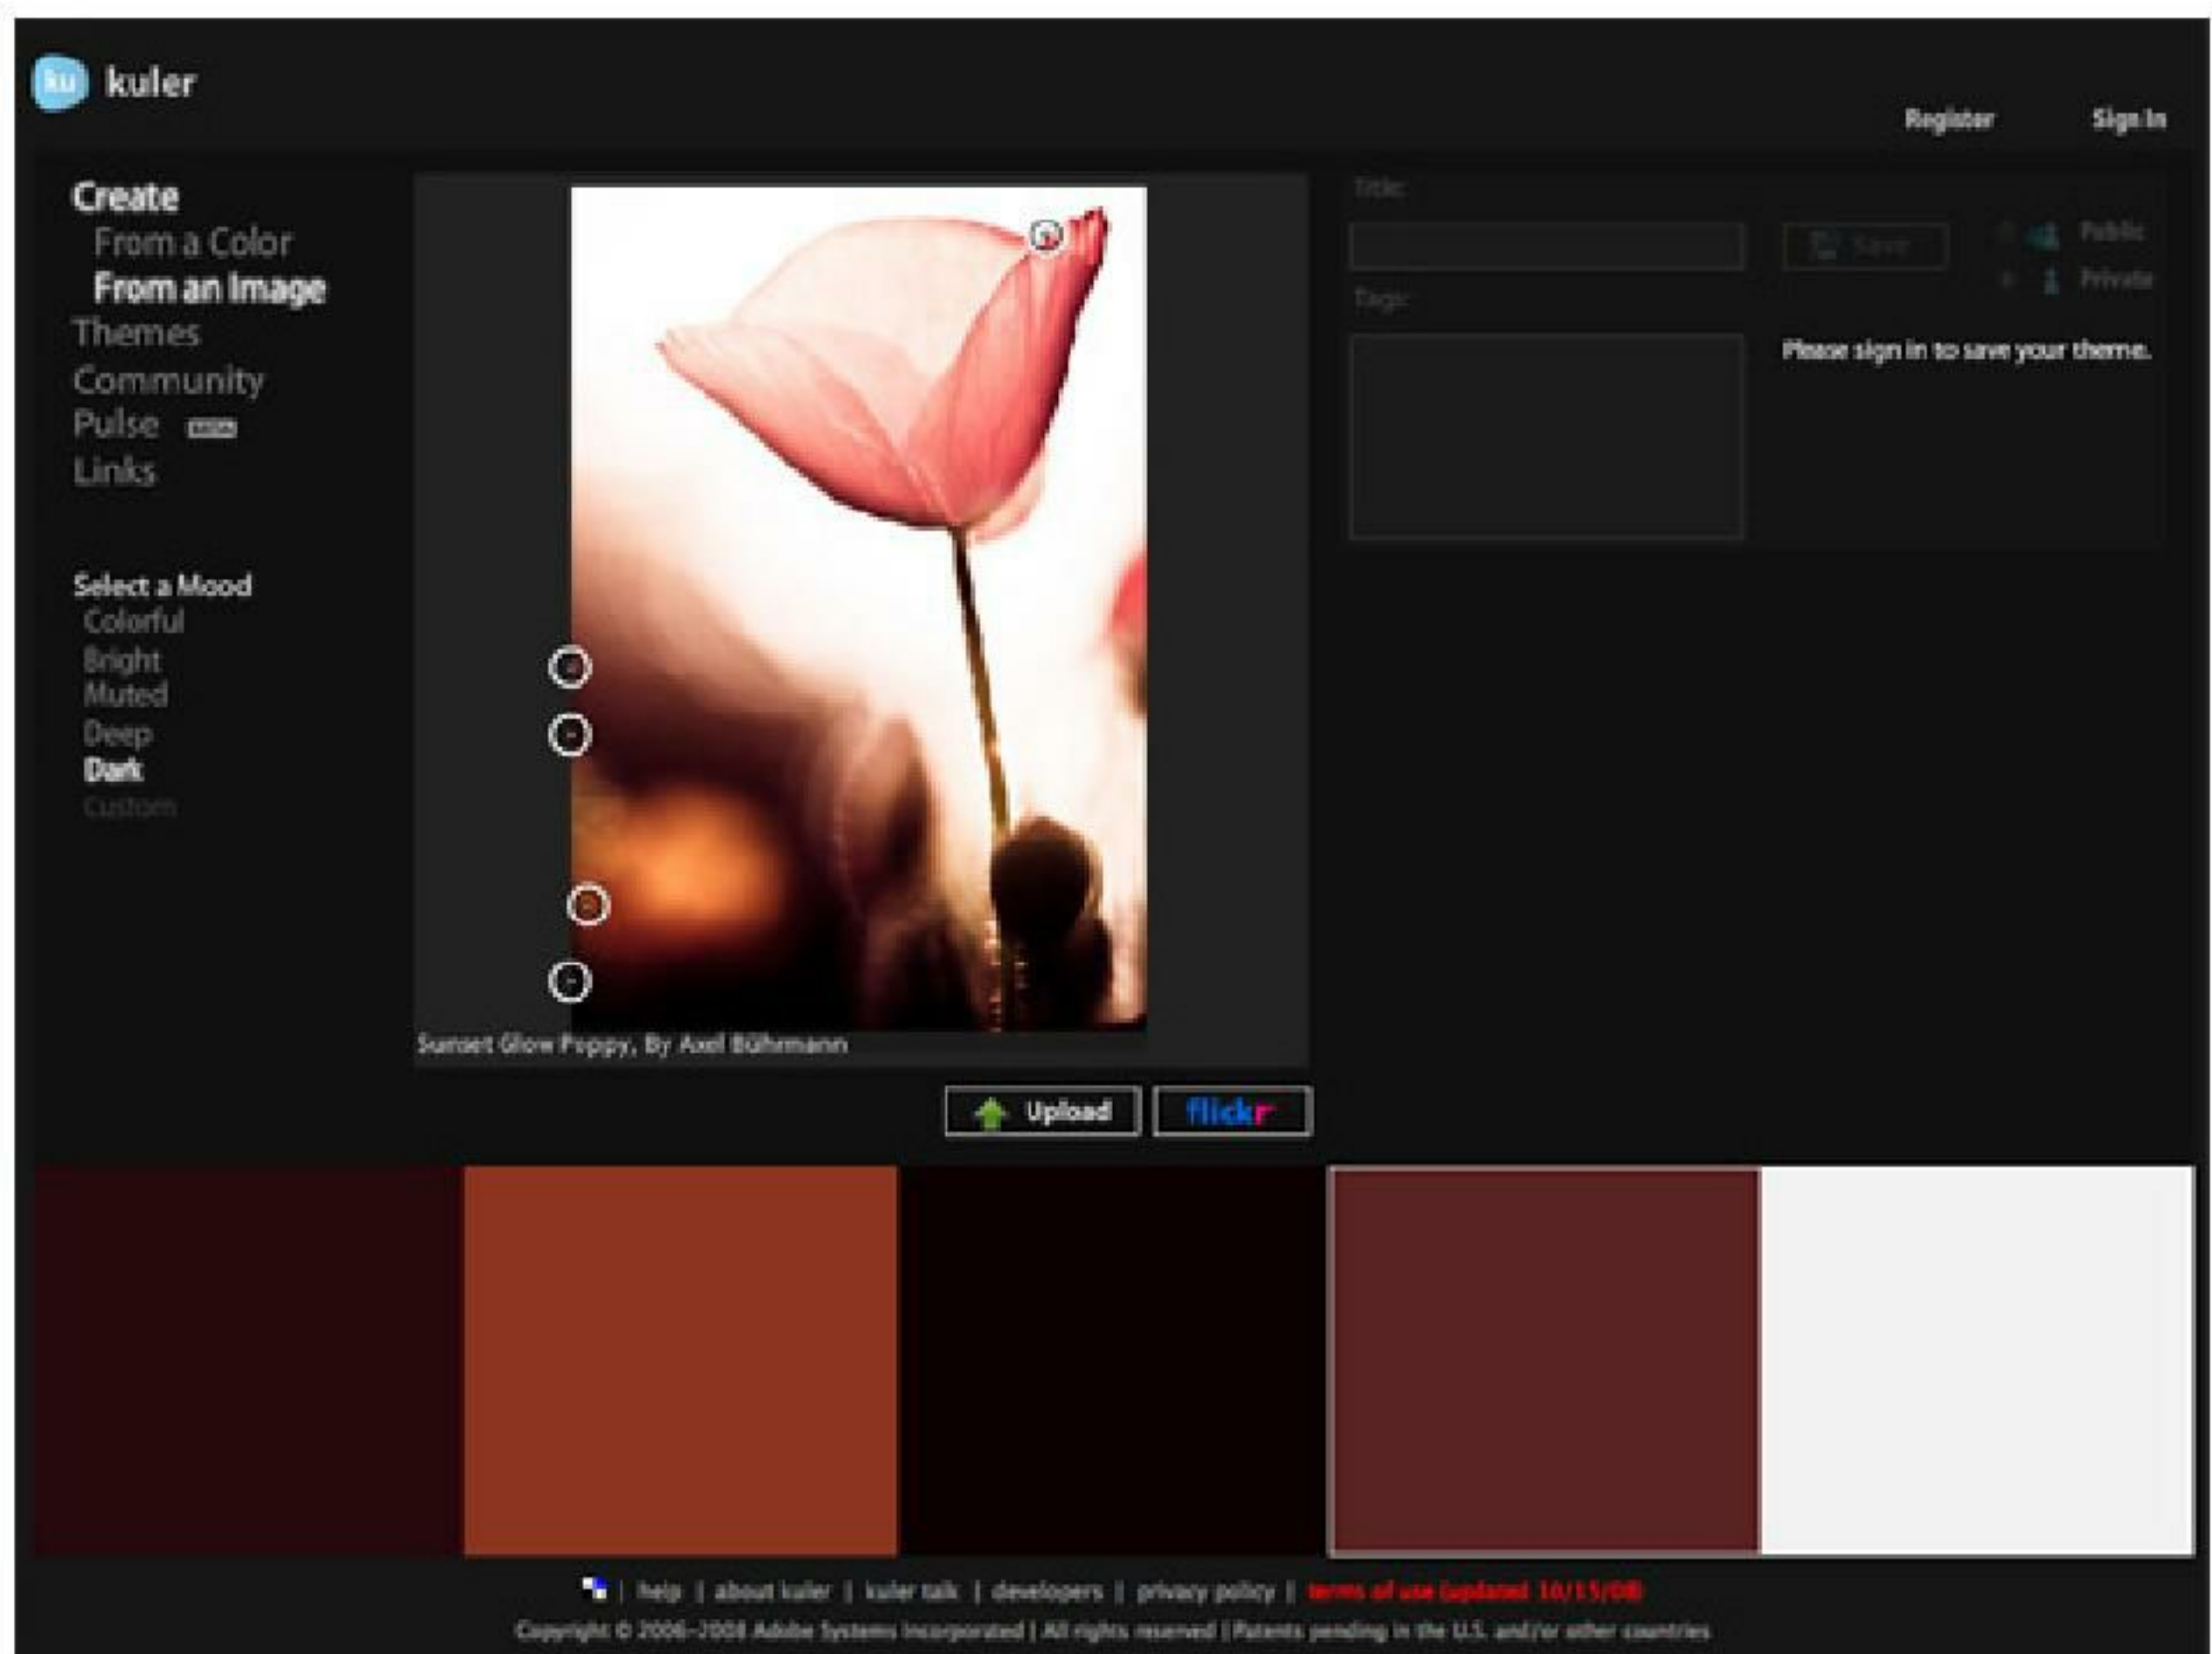 ku kuler
Register Sign In
Create
From a Color
From an Image
Themes
Community
Pulse BETA
Links
Select a Mood
Colorful
Bright
Muted
Deep
Dark
Custom
Title:
Save
Public
Private
Tags:
Please sign in to save your theme.
Sunset Glow Poppy, By Axel Bührmann
Upload flickr
| help | about kuler | kuler talk | developers | privacy policy | terms of use (updated 10/15/08)
Copyright © 2006–2008 Adobe Systems Incorporated | All rights reserved | Patents pending in the U.S. and/or other countries